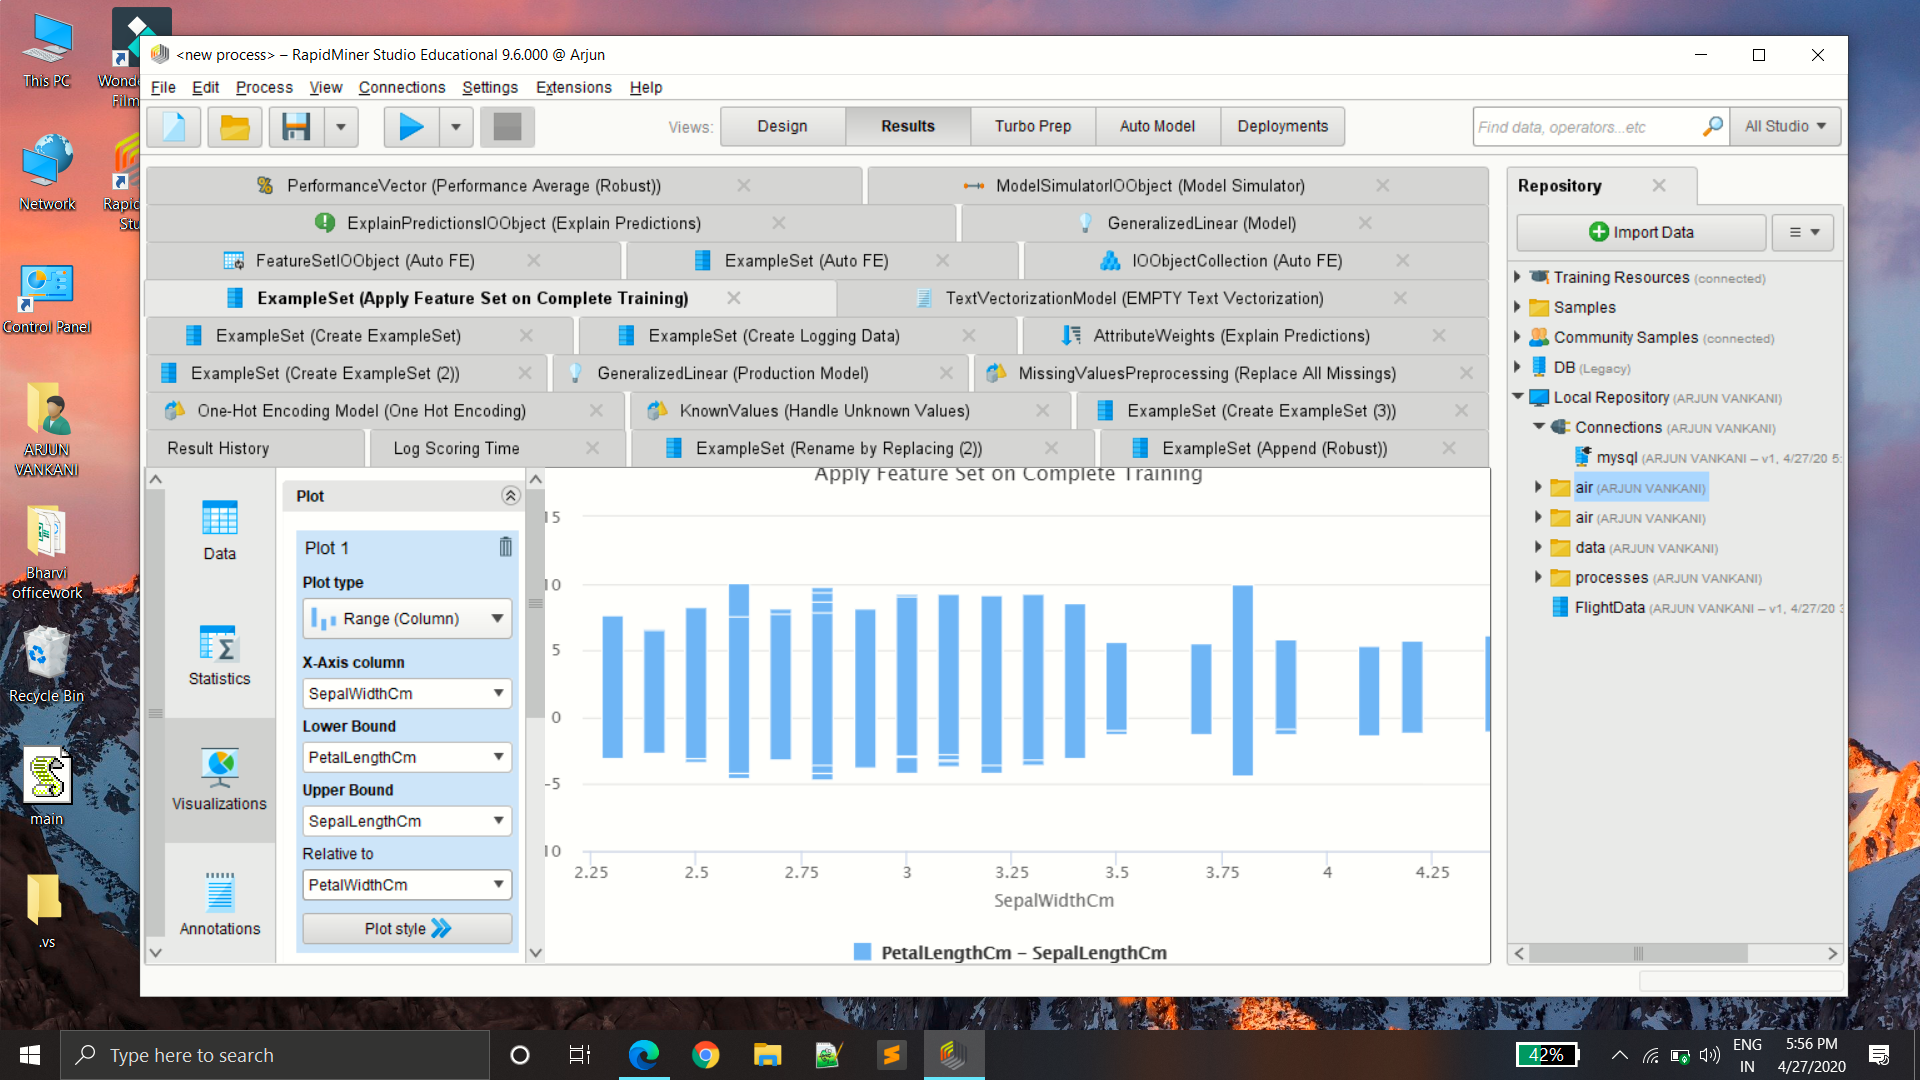 <new process> – RapidMiner Studio Educational 9.6.000 @ Arjun
File Edit Process View Connections Settings Extensions Help
Views: Design Results Turbo Prep Auto Model Deployments
Find data, operators...etc All Studio
PerformanceVector (Performance Average (Robust))
ModelSimulatorIOObject (Model Simulator)
ExplainPredictionsIOObject (Explain Predictions)
GeneralizedLinear (Model)
FeatureSetIOObject (Auto FE)
ExampleSet (Auto FE)
IOObjectCollection (Auto FE)
ExampleSet (Apply Feature Set on Complete Training)
TextVectorizationModel (EMPTY Text Vectorization)
ExampleSet (Create ExampleSet)
ExampleSet (Create Logging Data)
AttributeWeights (Explain Predictions)
ExampleSet (Create ExampleSet (2))
GeneralizedLinear (Production Model)
MissingValuesPreprocessing (Replace All Missings)
One-Hot Encoding Model (One Hot Encoding)
KnownValues (Handle Unknown Values)
ExampleSet (Create ExampleSet (3))
Result History
Log Scoring Time
ExampleSet (Rename by Replacing (2))
ExampleSet (Append (Robust))
Data
Statistics
Visualizations
Annotations
Plot
Plot 1
Plot type
Range (Column)
X-Axis column
SepalWidthCm
Lower Bound
PetalLengthCm
Upper Bound
SepalLengthCm
Relative to
PetalWidthCm
Plot style
Apply Feature Set on Complete Training
15
10
5
0
-5
10
2.25 2.5 2.75 3 3.25 3.5 3.75 4 4.25
SepalWidthCm
PetalLengthCm – SepalLengthCm
Repository
Import Data
Training Resources (connected)
Samples
Community Samples (connected)
DB (Legacy)
Local Repository (ARJUN VANKANI)
Connections (ARJUN VANKANI)
mysql (ARJUN VANKANI – v1, 4/27/20 5:
air (ARJUN VANKANI)
air (ARJUN VANKANI)
data (ARJUN VANKANI)
processes (ARJUN VANKANI)
FlightData (ARJUN VANKANI – v1, 4/27/20 3
This PC
Wonde
Film
Network
Rapid
Stu
Control Panel
ARJUN
VANKANI
Bharvi
officework
Recycle Bin
main
.vs
Type here to search
42%
ENG
IN
5:56 PM
4/27/2020